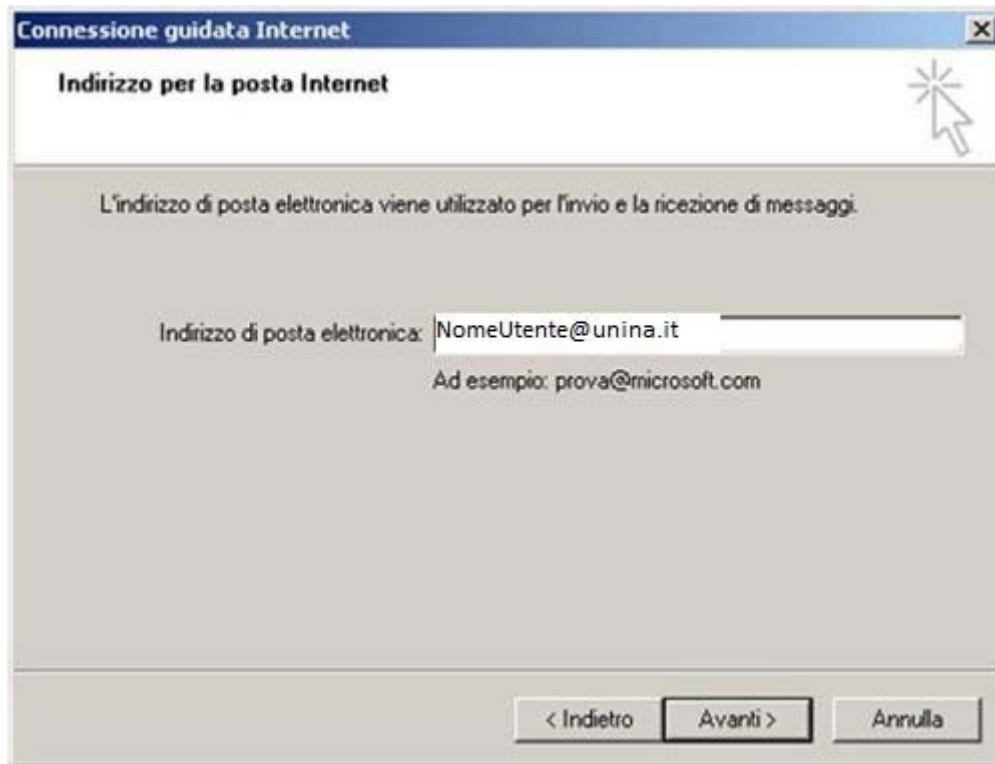 Connessione guidata Internet
Indirizzo per la posta Internet
L'indirizzo di posta elettronica viene utilizzato per l'invio e la ricezione di messaggi.
Indirizzo di posta elettronica: NomeUtente@unina.it
Ad esempio: prova@microsoft.com
< Indietro Avanti > Annulla